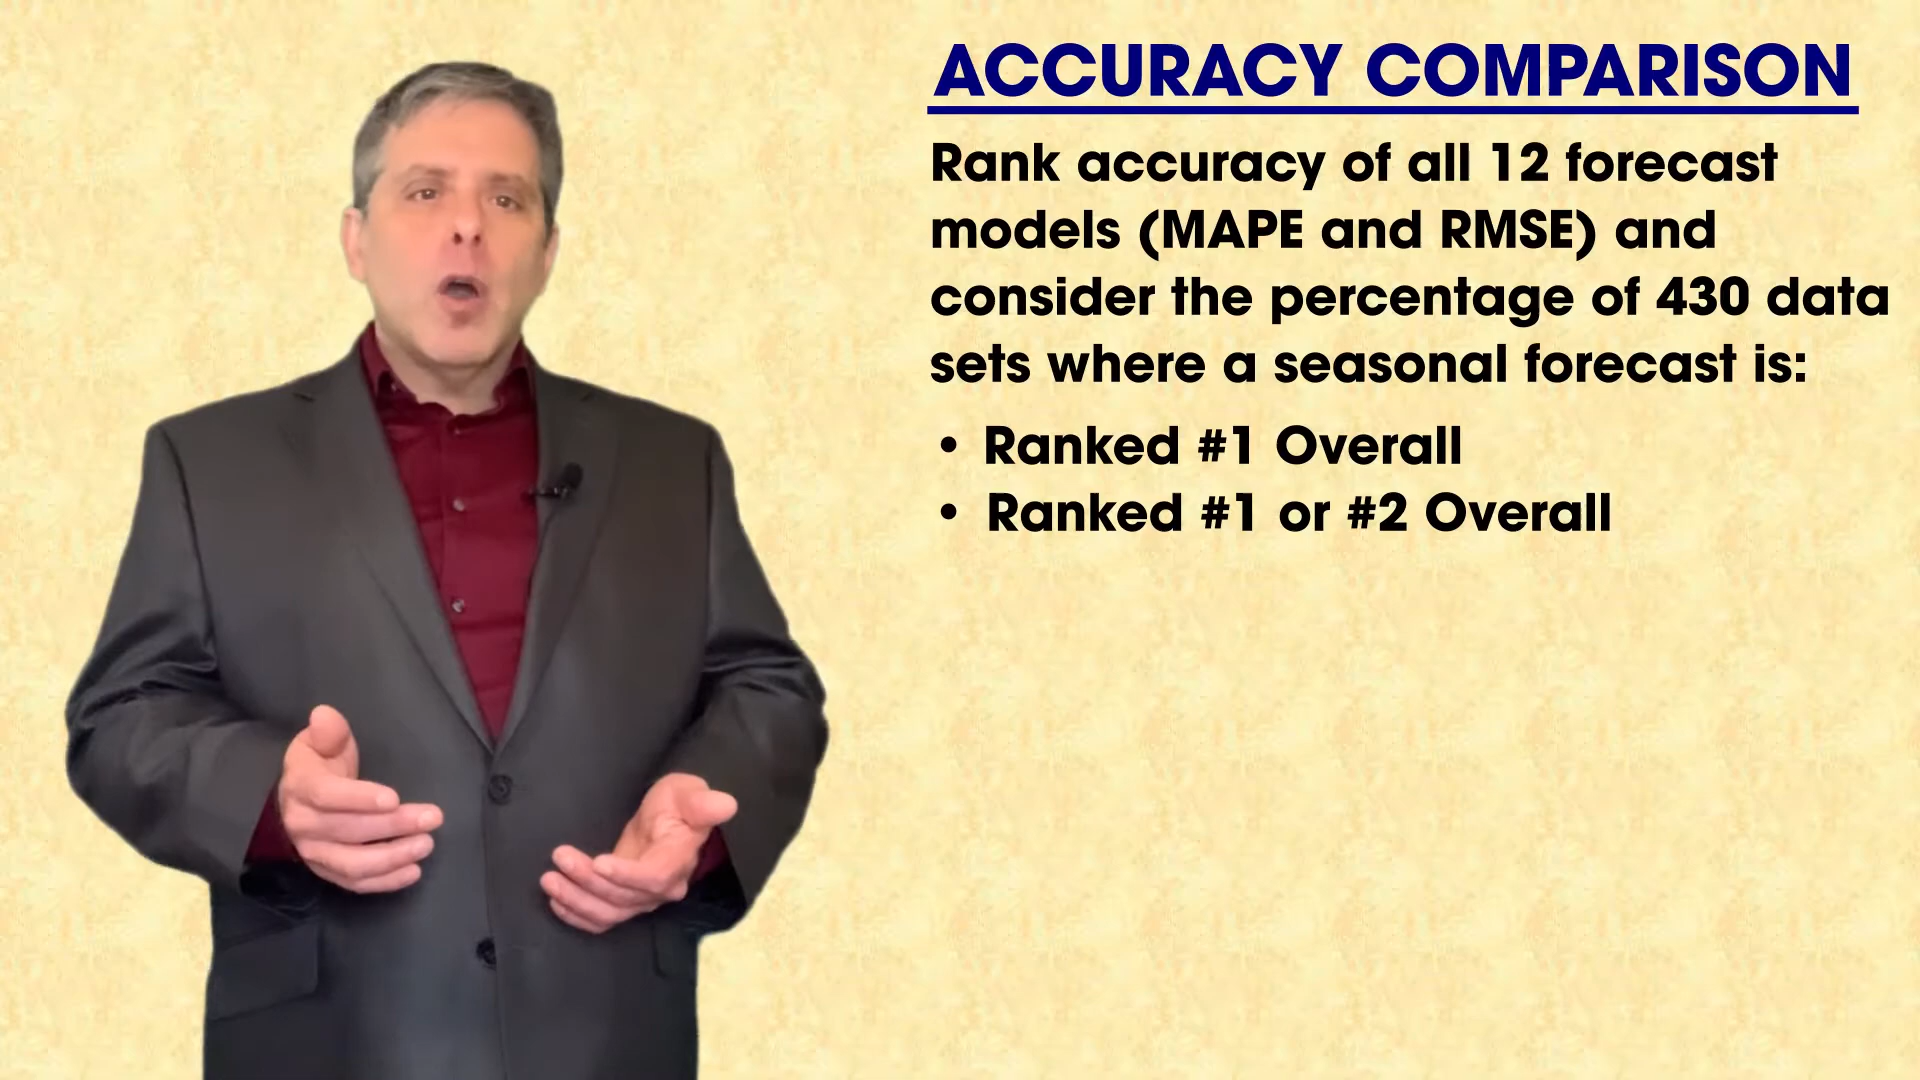 ACCURACY COMPARISON
Rank accuracy of all 12 forecast
models (MAPE and RMSE) and
consider the percentage of 430 data
sets where a seasonal forecast is:
• Ranked #1 Overall
• Ranked #1 or #2 Overall